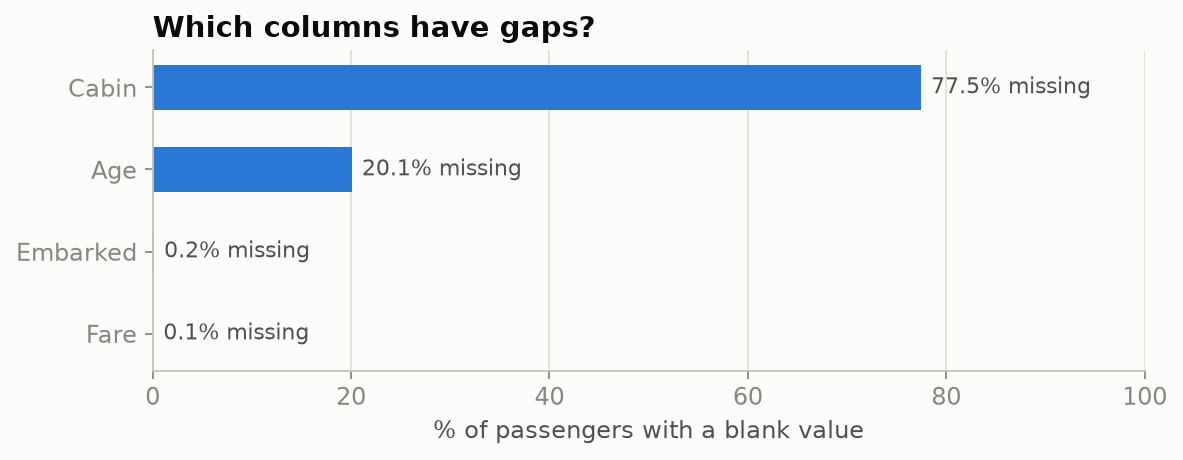 Which columns have gaps?
Cabin
77.5% missing
Age
20.1% missing
Embarked
0.2% missing
Fare
0.1% missing
0 20 40 60 80 100
% of passengers with a blank value